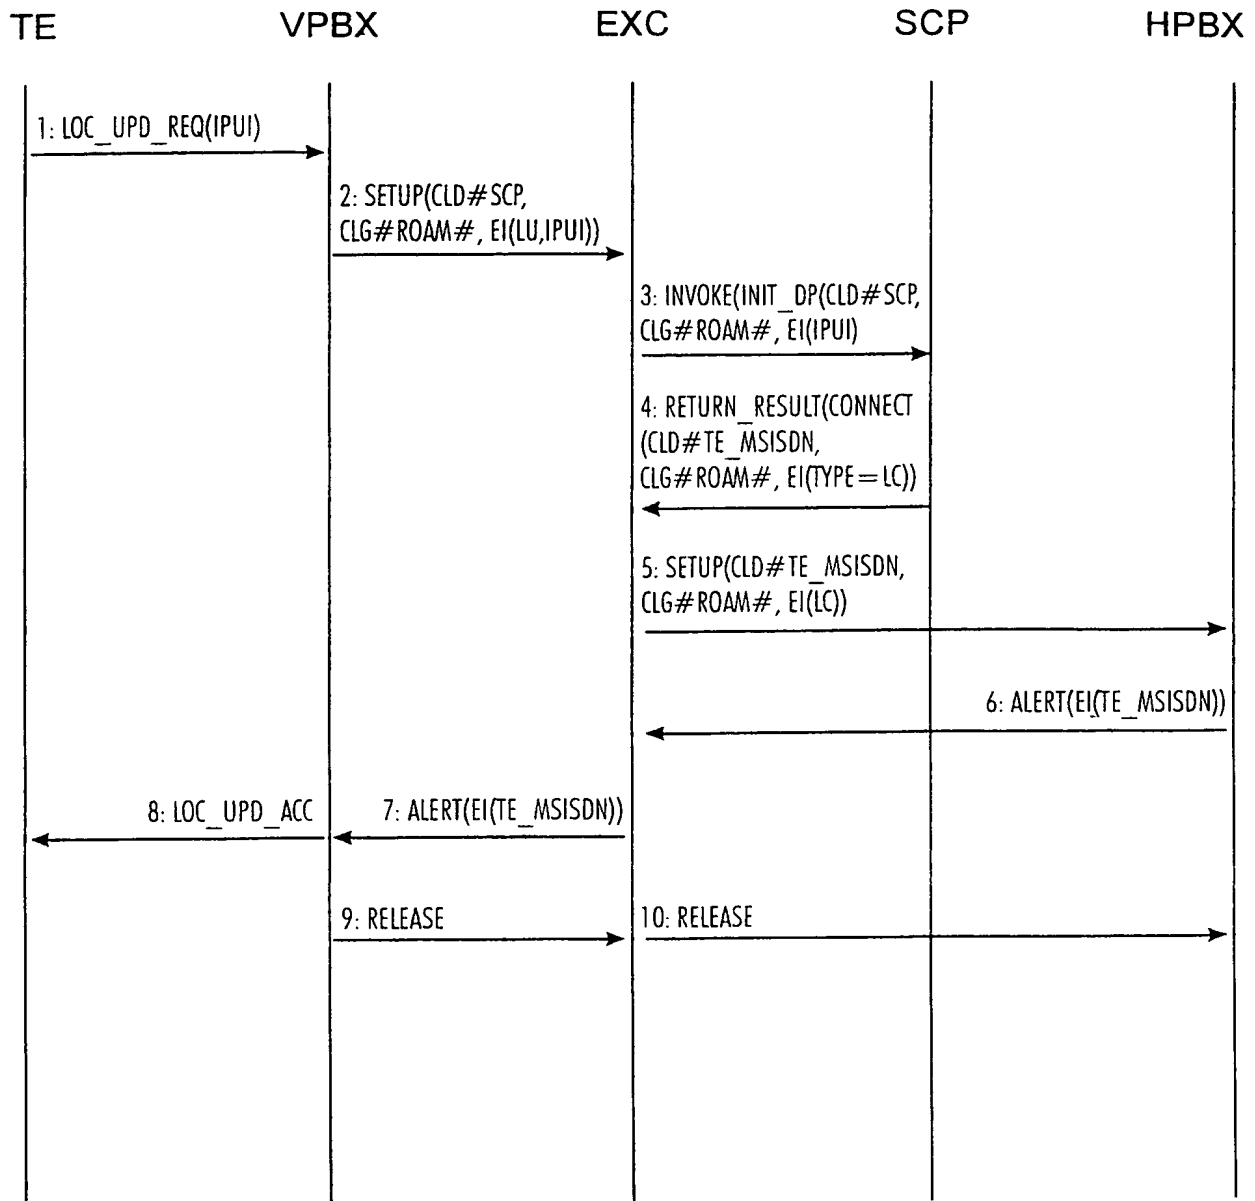 TE VPBX EXC SCP HPBX
1: LOC_UPD_REQ(IPUI)
2: SETUP(CLD#SCP,
CLG#ROAM#, EI(LU,IPUI))
3: INVOKE(INIT_DP(CLD#SCP,
CLG#ROAM#, EI(IPUI)
4: RETURN_RESULT(CONNECT
(CLD#TE_MSISDN,
CLG#ROAM#, EI(TYPE=LC))
5: SETUP(CLD#TE_MSISDN,
CLG#ROAM#, EI(LC))
6: ALERT(EI(TE_MSISDN))
8: LOC_UPD_ACC 7: ALERT(EI(TE_MSISDN))
9: RELEASE 10: RELEASE